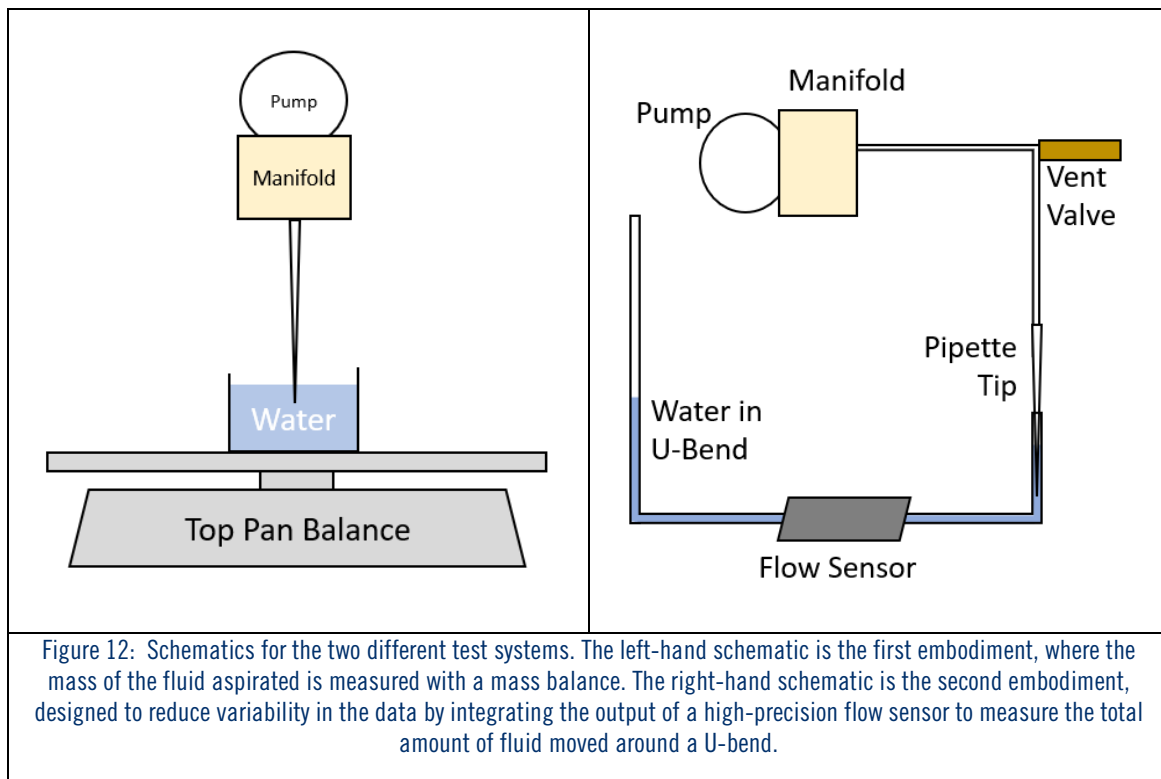 Pump
Manifold
Water
Top Pan Balance
Manifold
Pump
Vent
Valve
Pipette
Tip
Water in
U-Bend
Flow Sensor
Figure 12:  Schematics for the two different test systems. The left-hand schematic is the first embodiment, where the
mass of the fluid aspirated is measured with a mass balance. The right-hand schematic is the second embodiment,
designed to reduce variability in the data by integrating the output of a high-precision flow sensor to measure the total
amount of fluid moved around a U-bend.